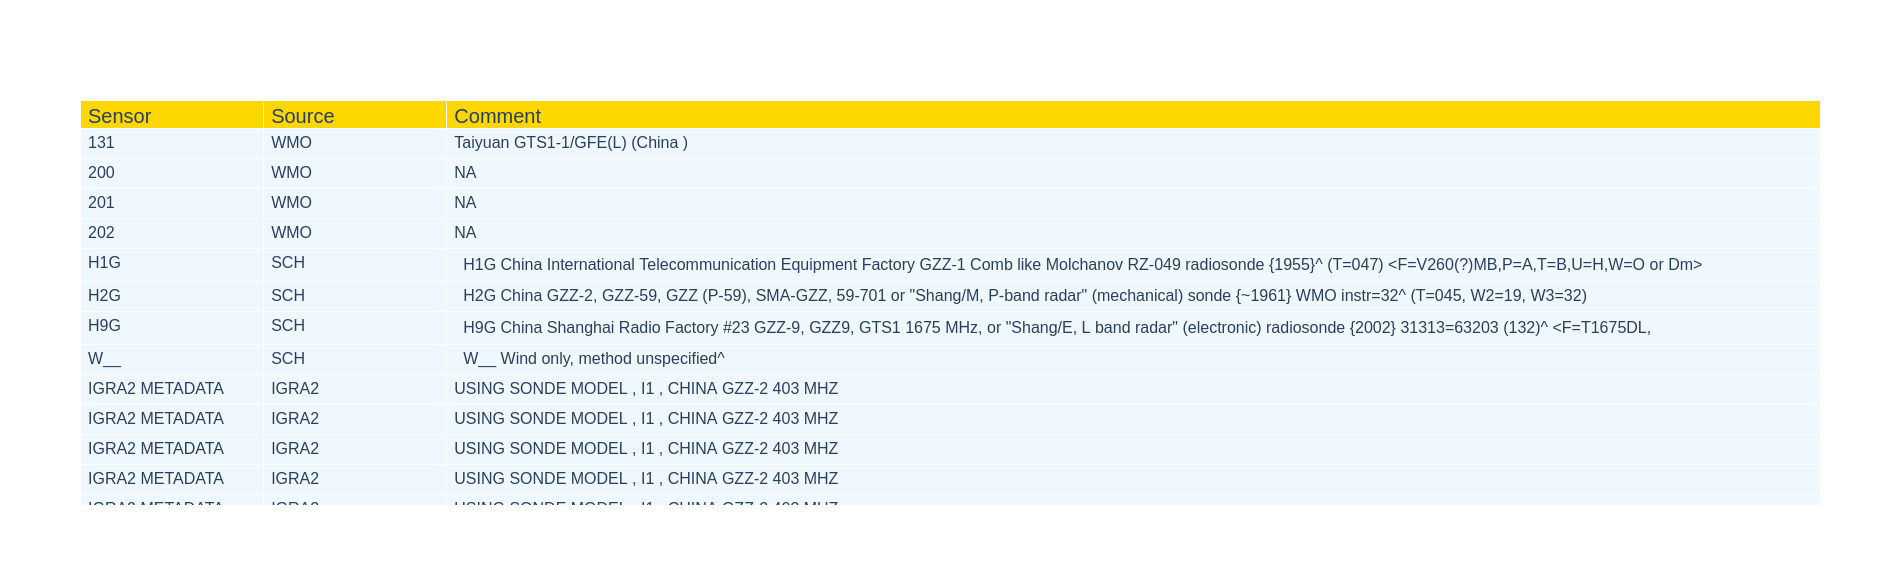 Sensor Source Comment
131 WMO Taiyuan GTS1-1/GFE(L) (China )
200 WMO NA
201 WMO NA
202 WMO NA
H1G SCH H1G China International Telecommunication Equipment Factory GZZ-1 Comb like Molchanov RZ-049 radiosonde {1955}^ (T=047) <F=V260(?)MB,P=A,T=B,U=H,W=O or Dm>
H2G SCH H2G China GZZ-2, GZZ-59, GZZ (P-59), SMA-GZZ, 59-701 or "Shang/M, P-band radar" (mechanical) sonde {~1961} WMO instr=32^ (T=045, W2=19, W3=32)
H9G SCH H9G China Shanghai Radio Factory #23 GZZ-9, GZZ9, GTS1 1675 MHz, or "Shang/E, L band radar" (electronic) radiosonde {2002} 31313=63203 (132)^ <F=T1675DL,
W__ SCH W__ Wind only, method unspecified^
IGRA2 METADATA IGRA2 USING SONDE MODEL , I1 , CHINA GZZ-2 403 MHZ
IGRA2 METADATA IGRA2 USING SONDE MODEL , I1 , CHINA GZZ-2 403 MHZ
IGRA2 METADATA IGRA2 USING SONDE MODEL , I1 , CHINA GZZ-2 403 MHZ
IGRA2 METADATA IGRA2 USING SONDE MODEL , I1 , CHINA GZZ-2 403 MHZ